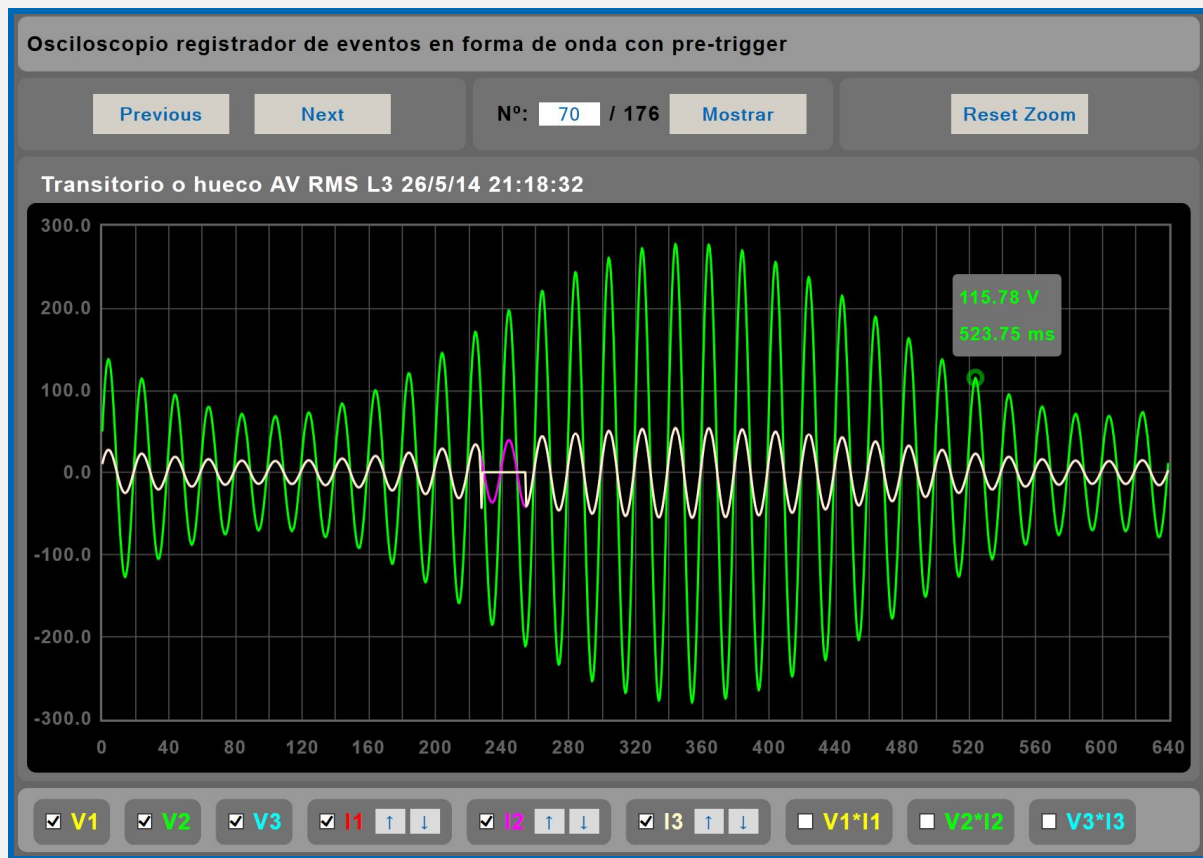 Osciloscopio registrador de eventos en forma de onda con pre-trigger
Previous Next Nº: 70 / 176 Mostrar Reset Zoom
Transitorio o hueco AV RMS L3 26/5/14 21:18:32
300.0
200.0
100.0
0.0
-100.0
-200.0
-300.0
115.78 V
523.75 ms
0 40 80 120 160 200 240 280 320 360 400 440 480 520 560 600 640
V1 V2 V3 I1 ↑ ↓ I2 ↑ ↓ I3 ↑ ↓ V1*I1 V2*I2 V3*I3